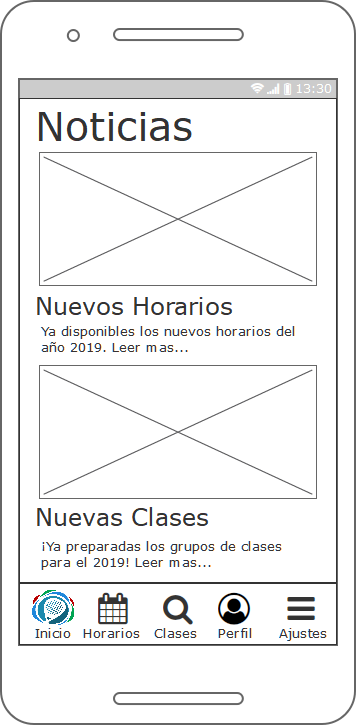 13:30
Noticias
Nuevos Horarios
Ya disponibles los nuevos horarios del
año 2019. Leer mas...
Nuevas Clases
¡Ya preparadas los grupos de clases
para el 2019! Leer mas...
Inicio Horarios Clases Perfil Ajustes